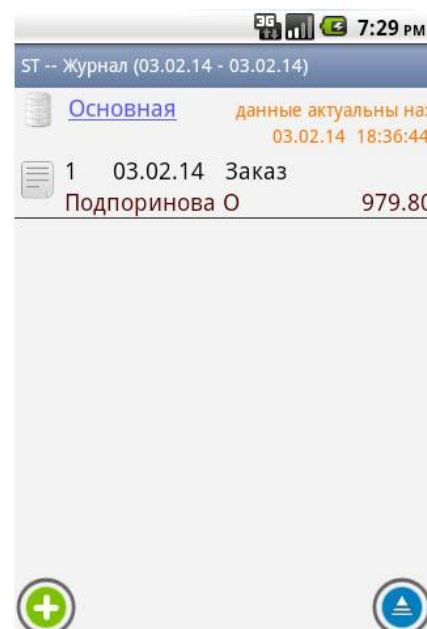 3G 7:29 PM
ST -- Журнал (03.02.14 - 03.02.14)
Основная данные актуальны на:
03.02.14 18:36:44
1 03.02.14 Заказ
Подпоринова О 979.80